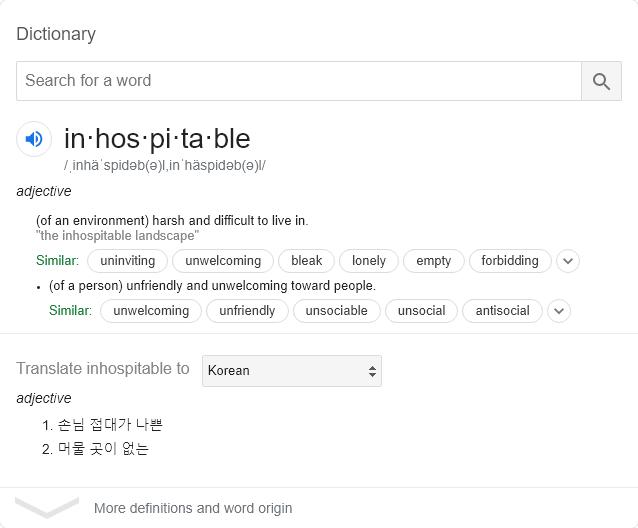 Dictionary
Search for a word
in·hos·pi·ta·ble
/ˌinhäˈspidəb(ə)l,inˈhäspidəb(ə)l/
adjective
(of an environment) harsh and difficult to live in.
"the inhospitable landscape"
Similar: uninviting unwelcoming bleak lonely empty forbidding
• (of a person) unfriendly and unwelcoming toward people.
Similar: unwelcoming unfriendly unsociable unsocial antisocial
Translate inhospitable to Korean
adjective
1. 손님 접대가 나쁜
2. 머물 곳이 없는
More definitions and word origin